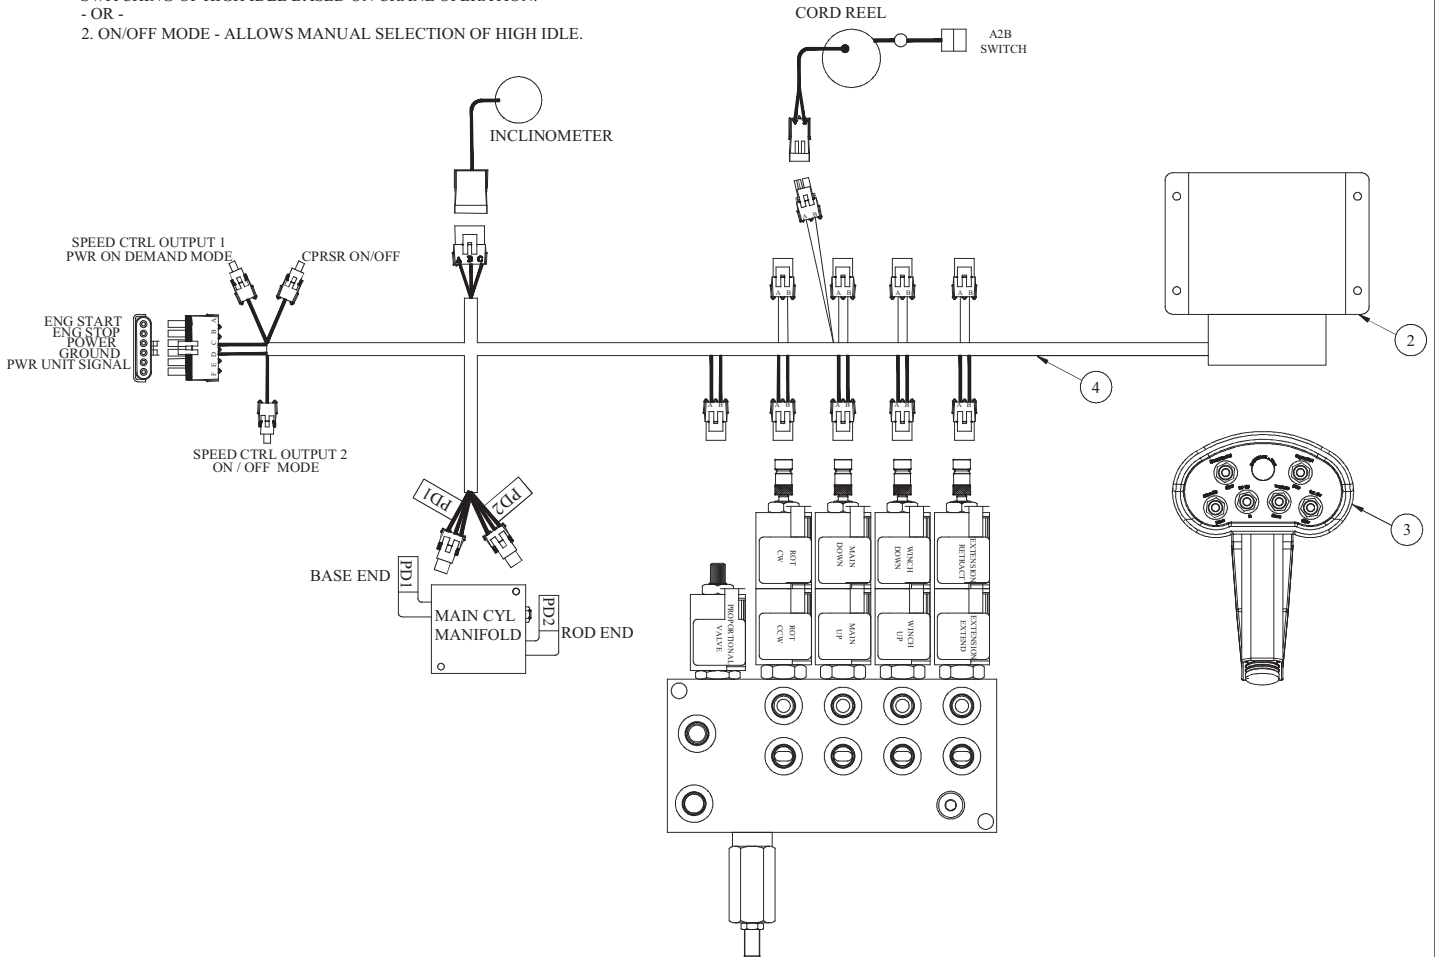 - OR -
2. ON/OFF MODE - ALLOWS MANUAL SELECTION OF HIGH IDLE.
CORD REEL
A2B
SWITCH
INCLINOMETER
SPEED CTRL OUTPUT 1
PWR ON DEMAND MODE
CPRSR ON/OFF
ENG START
ENG STOP
POWER
GROUND
PWR UNIT SIGNAL
A
B
C
D
E
F
A B C
A B
A B
A B
A B
A B
2
4
A B
A B
A B
A B
A B
SPEED CTRL OUTPUT 2
ON / OFF MODE
PD1
PD2
BASE END
PD1
MAIN CYL
MANIFOLD
PD2
ROD END
PROPORTIONAL
VALVE
ROT
CW
MAIN
DOWN
WINCH
DOWN
EXTENSION
RETRACT
ROT
CCW
MAIN
UP
WINCH
UP
EXTENSION
EXTEND
3